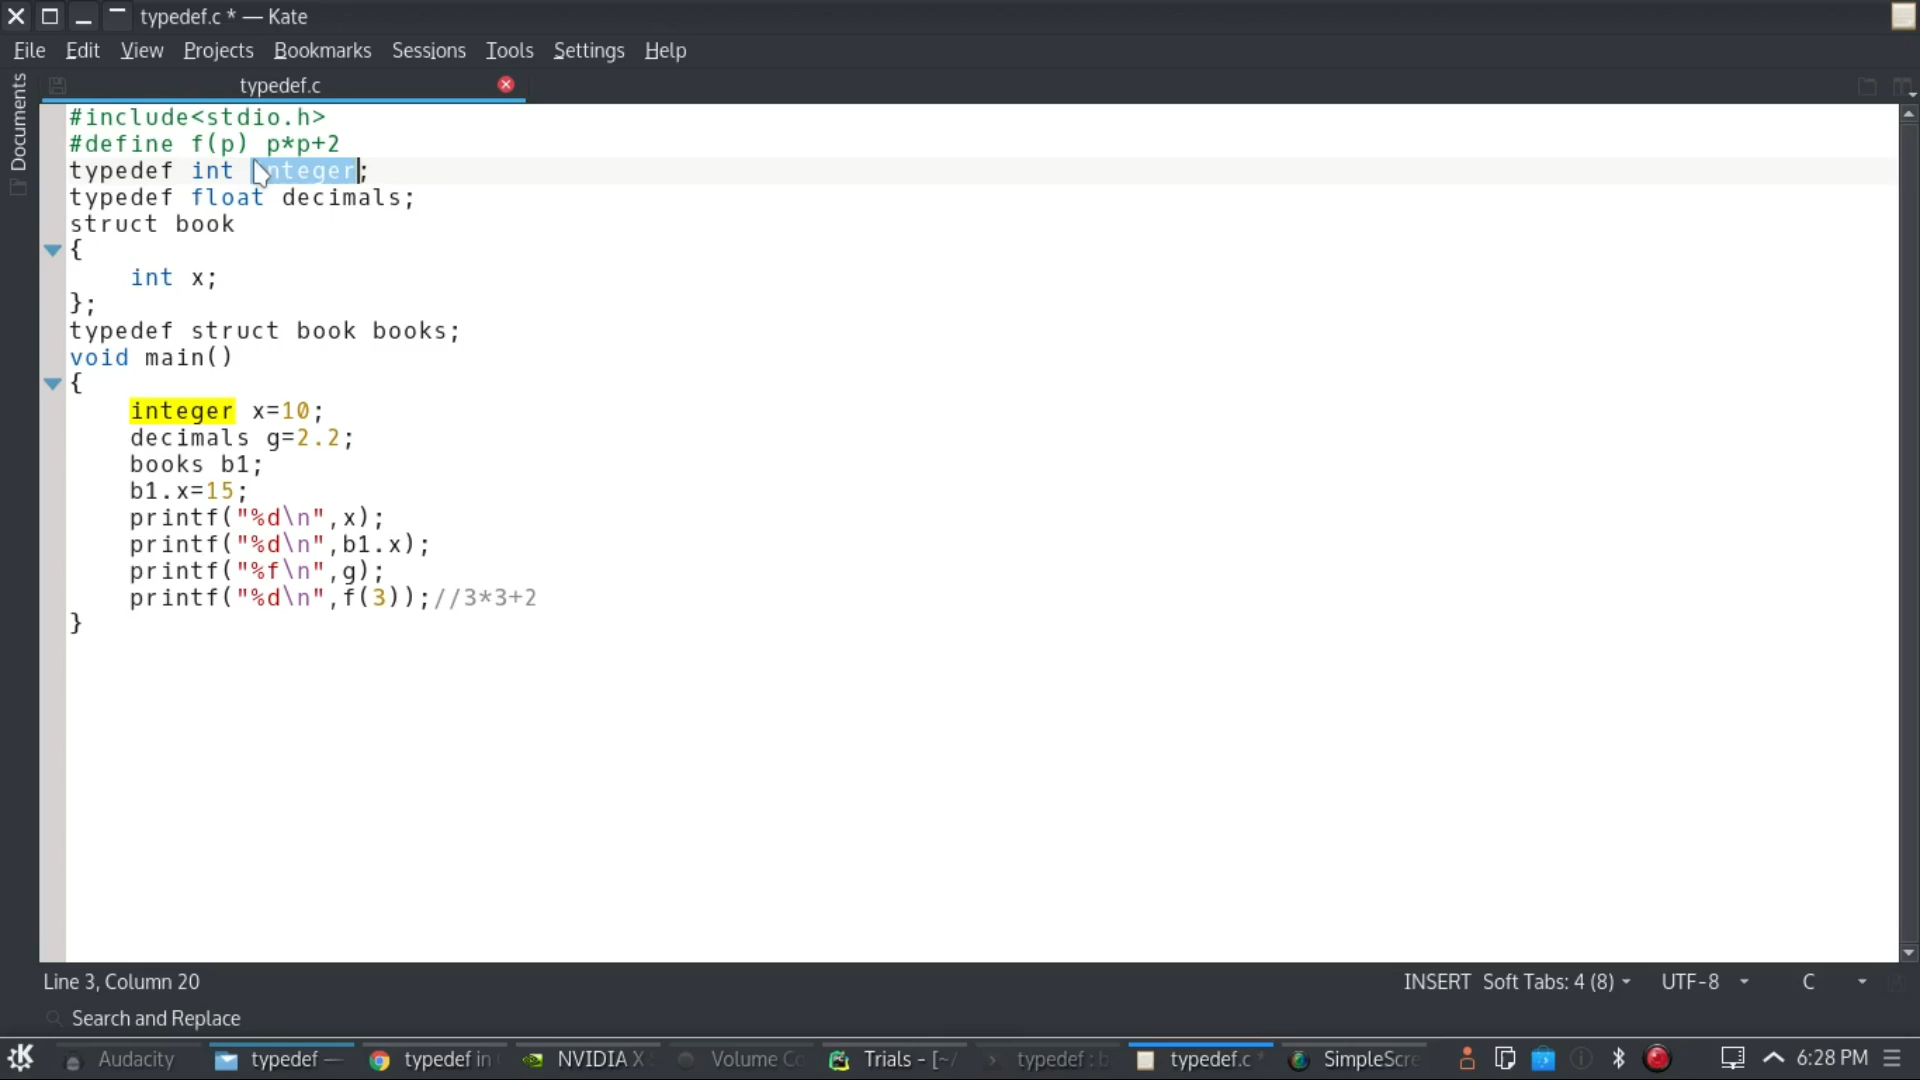 typedef.c * — Kate
File Edit View Projects Bookmarks Sessions Tools Settings Help
Documents
typedef.c
#include<stdio.h>
#define f(p) p*p+2
typedef int integer;
typedef float decimals;
struct book
{
int x;
};
typedef struct book books;
void main()
{
integer x=10;
decimals g=2.2;
books b1;
b1.x=15;
printf("%d\n",x);
printf("%d\n",b1.x);
printf("%f\n",g);
printf("%d\n",f(3));//3*3+2
}
Line 3, Column 20
INSERT Soft Tabs: 4 (8) UTF-8 C
Search and Replace
Audacity typedef — typedef in NVIDIA X Volume Co Trials - [~/ typedef : b typedef.c SimpleScre 6:28 PM